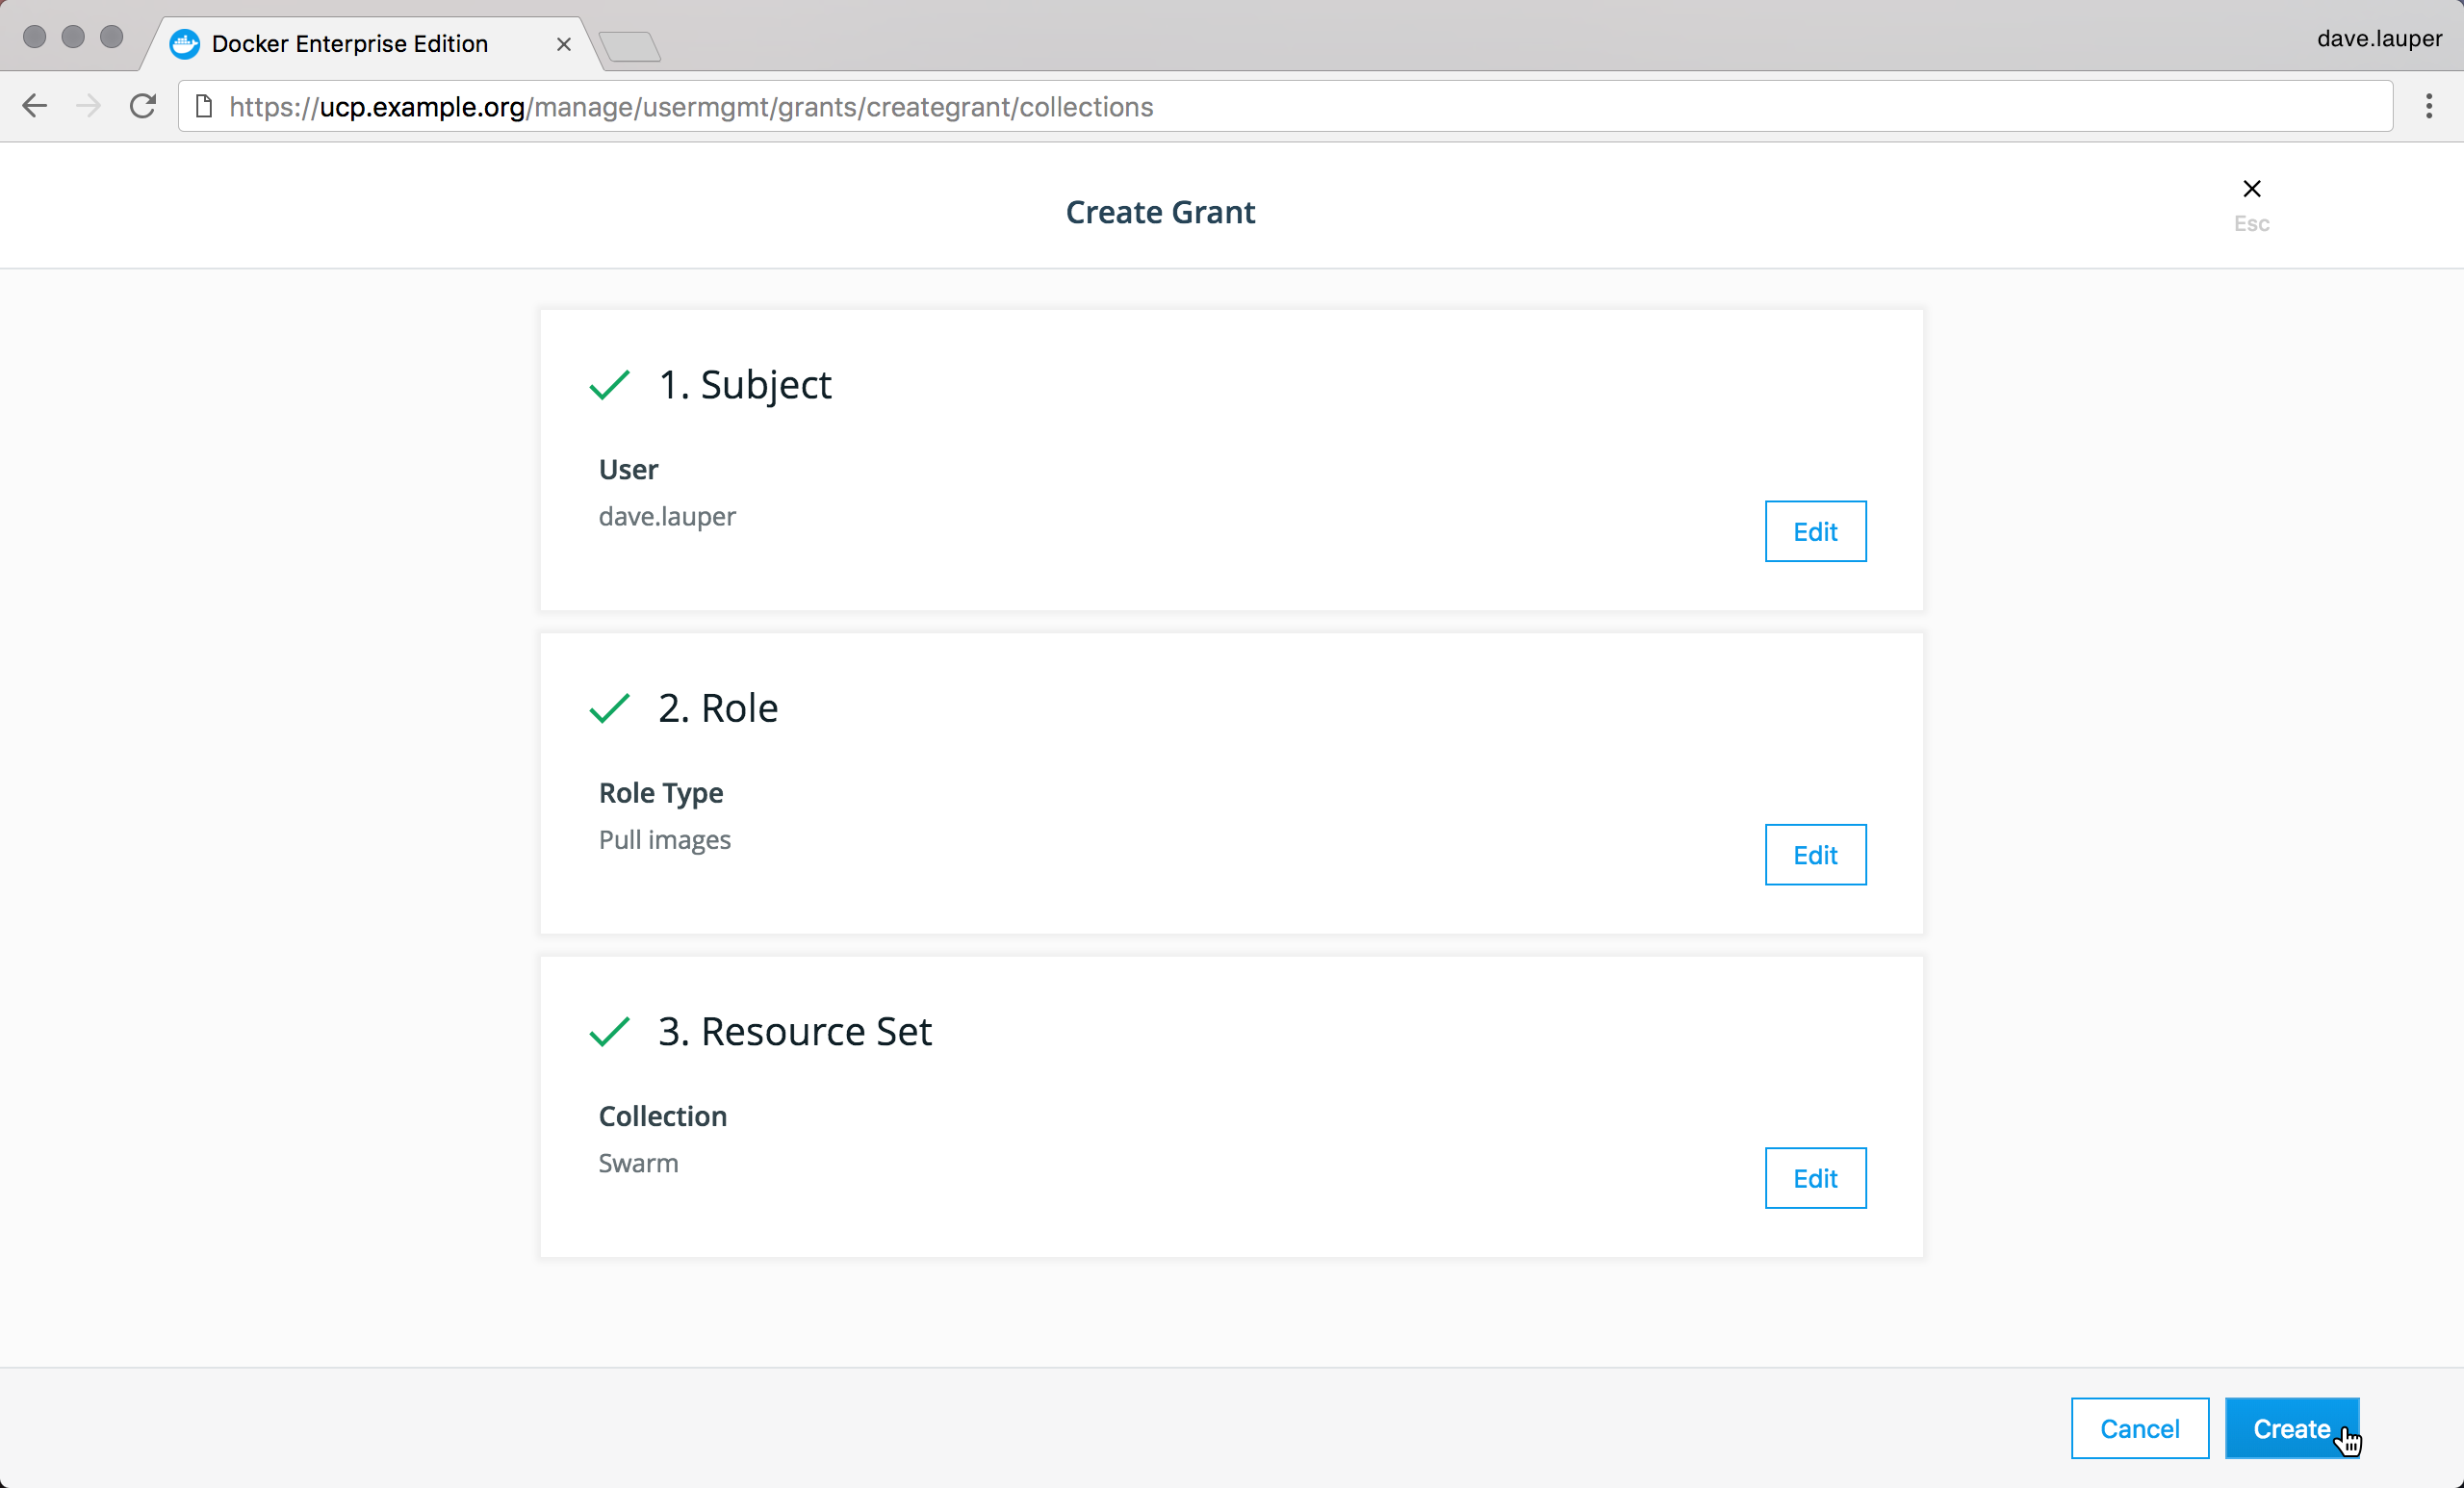 Docker Enterprise Edition
dave.lauper
https://ucp.example.org/manage/usermgmt/grants/creategrant/collections
Create Grant
Esc
1. Subject
User
dave.lauper
Edit
2. Role
Role Type
Pull images
Edit
3. Resource Set
Collection
Swarm
Edit
Cancel
Create